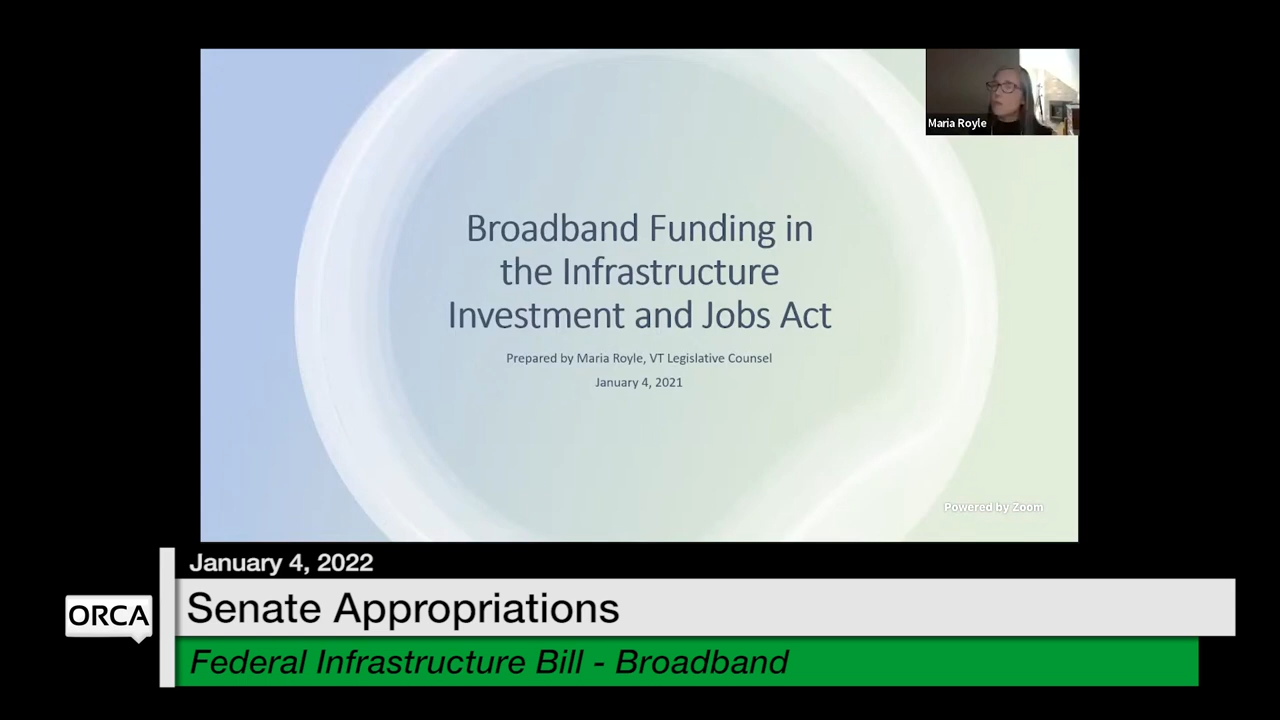 Maria Royle
Broadband Funding in
the Infrastructure
Investment and Jobs Act
Prepared by Maria Royle, VT Legislative Counsel
January 4, 2021
Powered by Zoom
January 4, 2022
ORCA
Senate Appropriations
Federal Infrastructure Bill - Broadband